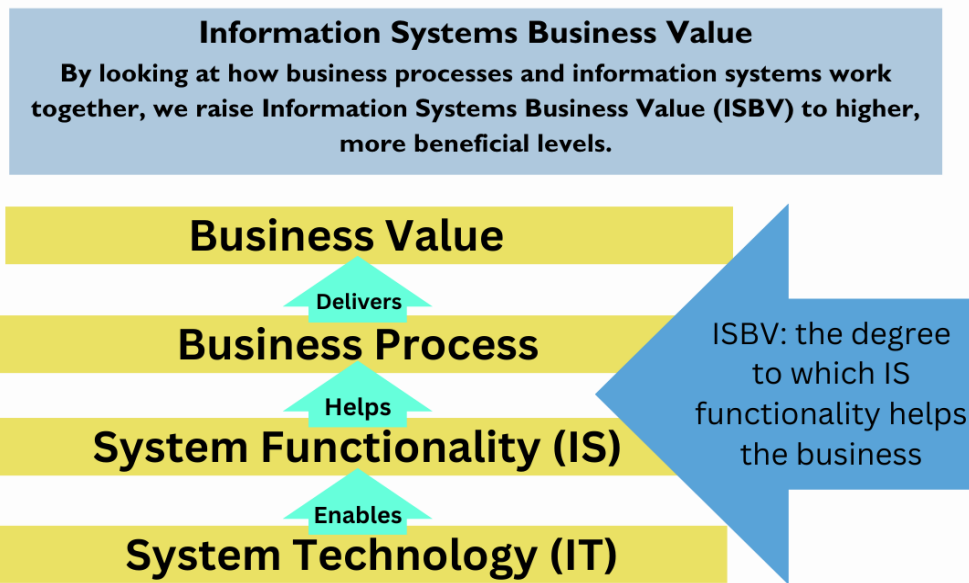 Information Systems Business Value
By looking at how business processes and information systems work
together, we raise Information Systems Business Value (ISBV) to higher,
more beneficial levels.
Business Value
Delivers
Business Process
Helps
System Functionality (IS)
Enables
System Technology (IT)
ISBV: the degree
to which IS
functionality helps
the business